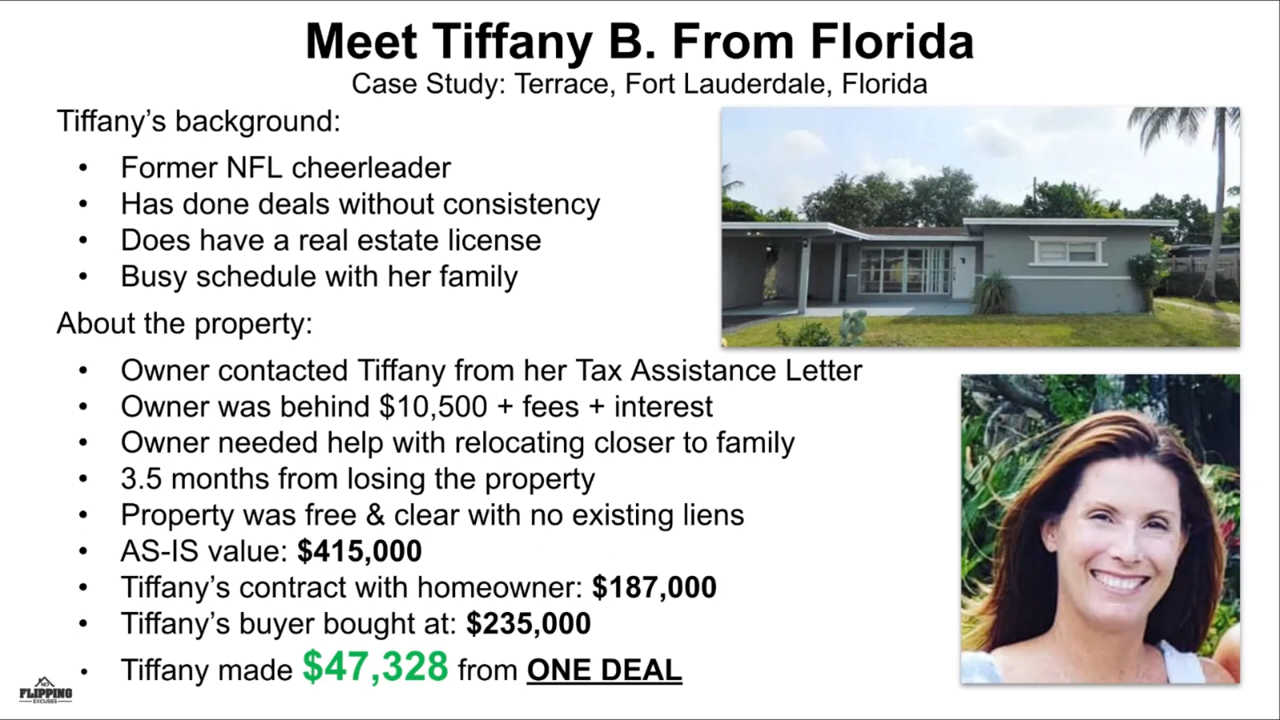 Meet Tiffany B. From Florida
Case Study: Terrace, Fort Lauderdale, Florida
Tiffany’s background:
• Former NFL cheerleader
• Has done deals without consistency
• Does have a real estate license
• Busy schedule with her family
About the property:
• Owner contacted Tiffany from her Tax Assistance Letter
• Owner was behind $10,500 + fees + interest
• Owner needed help with relocating closer to family
• 3.5 months from losing the property
• Property was free & clear with no existing liens
• AS-IS value: $415,000
• Tiffany’s contract with homeowner: $187,000
• Tiffany’s buyer bought at: $235,000
• Tiffany made $47,328 from ONE DEAL
NO
FLIPPING
EXCUSES